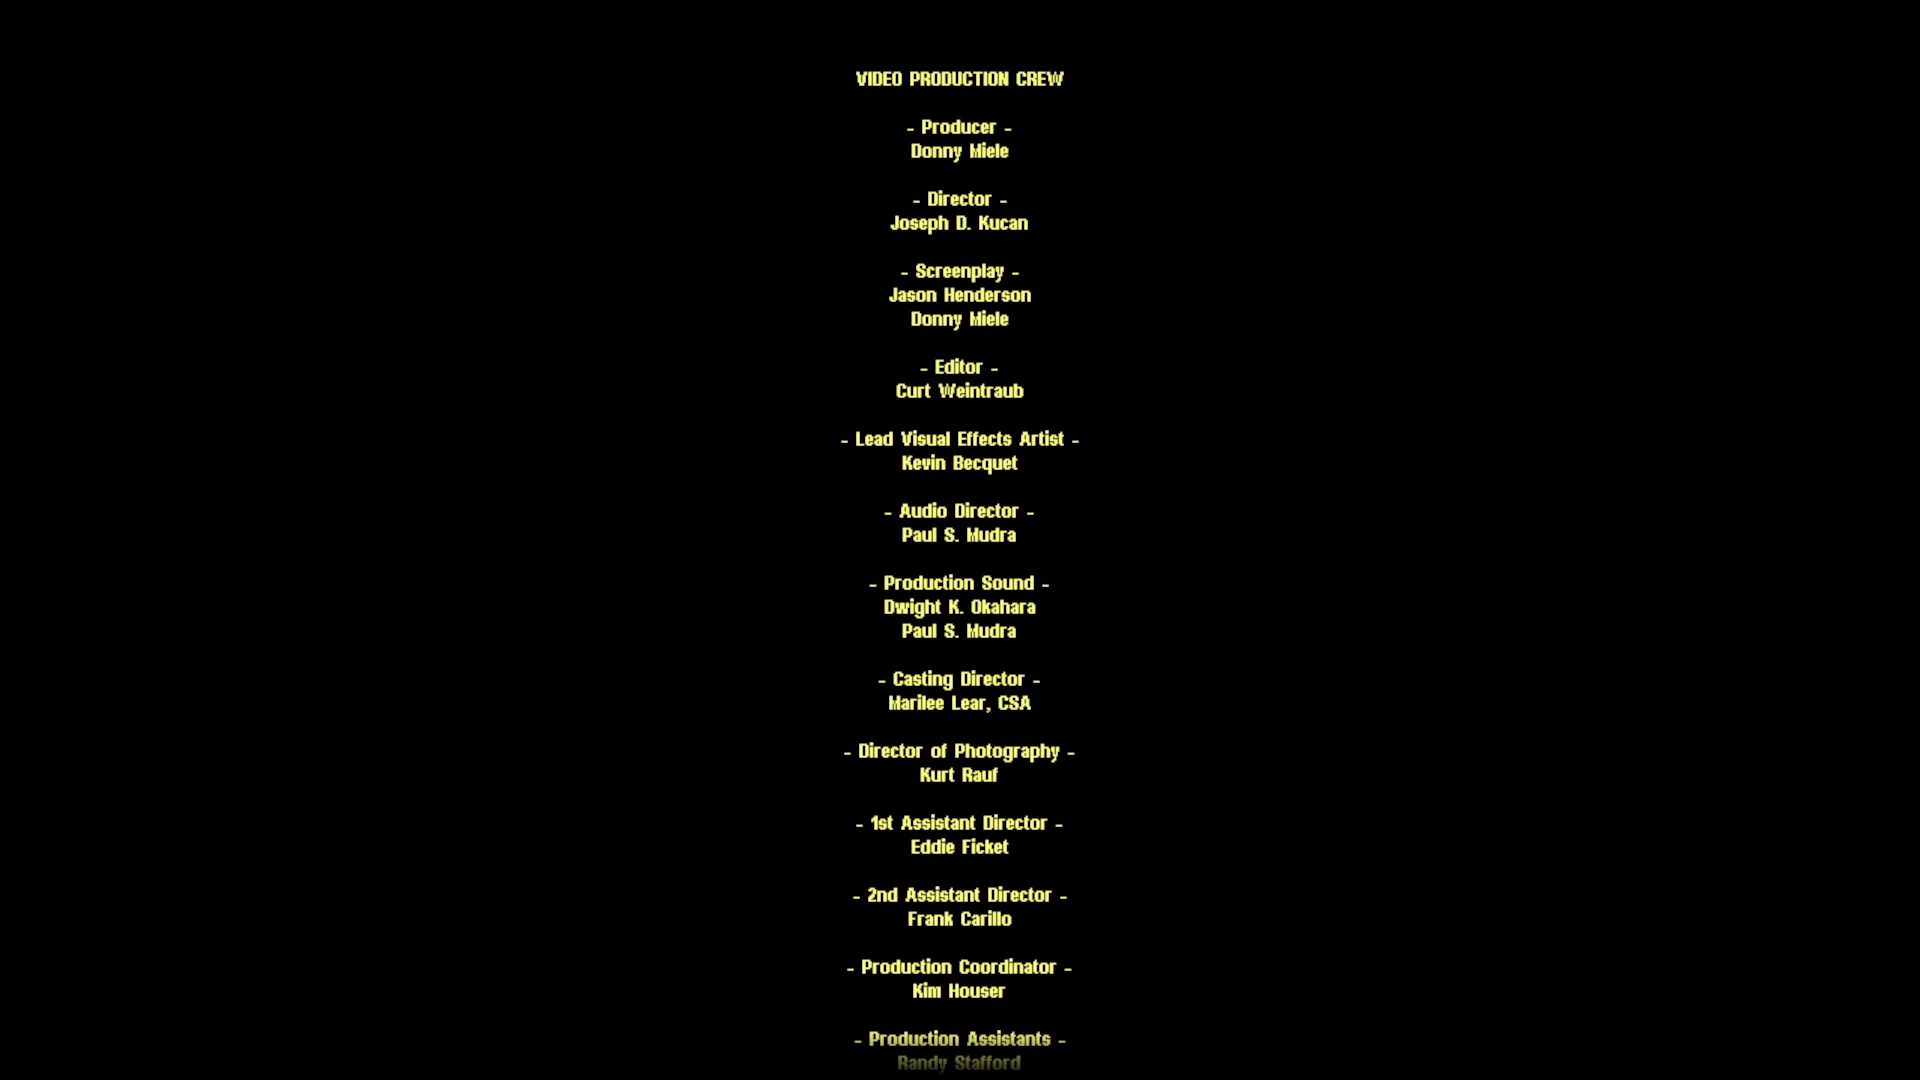 VIDEO PRODUCTION CREW
- Producer -
Donny Miele
- Director -
Joseph D. Kucan
- Screenplay -
Jason Henderson
Donny Miele
- Editor -
Curt Weintraub
- Lead Visual Effects Artist -
Kevin Becquet
- Audio Director -
Paul S. Mudra
- Production Sound -
Dwight K. Okahara
Paul S. Mudra
- Casting Director -
Marilee Lear, CSA
- Director of Photography -
Kurt Rauf
- 1st Assistant Director -
Eddie Ficket
- 2nd Assistant Director -
Frank Carillo
- Production Coordinator -
Kim Houser
- Production Assistants -
Randy Stafford